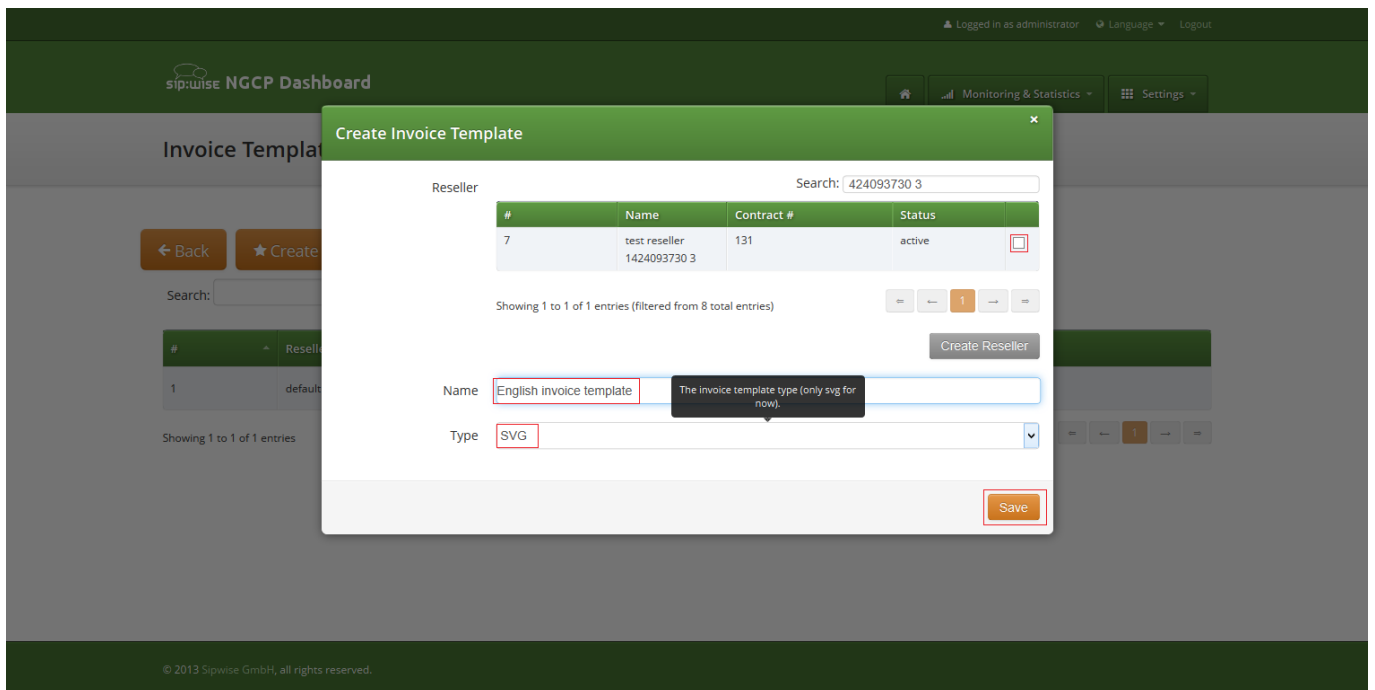 Logged in as administrator Language Logout
sip:wise NGCP Dashboard
Monitoring & Statistics Settings
Create Invoice Template ×
Invoice Templat
Reseller Search: 424093730 3
# Name Contract # Status
7 test reseller 131 active
1424093730 3
Back Create
Search:
Showing 1 to 1 of 1 entries (filtered from 8 total entries) ⇐ ← 1 → ⇒
Create Reseller
# Reselle
1 default
Name English invoice template
The invoice template type (only svg for
now).
Type SVG
Showing 1 to 1 of 1 entries ⇐ ← 1 → ⇒
Save
© 2013 Sipwise GmbH, all rights reserved.